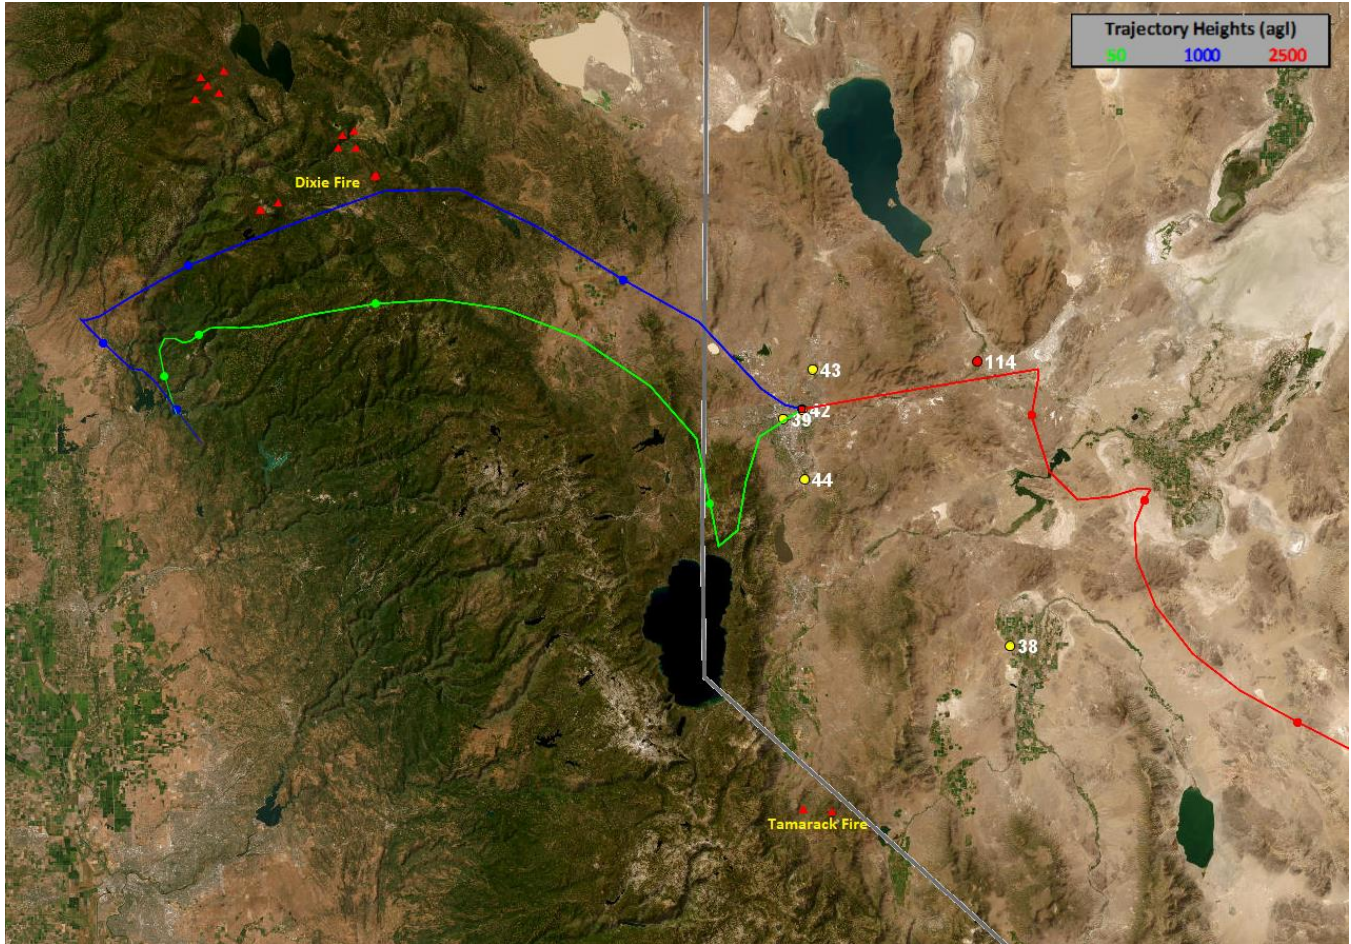 Trajectory Heights (agl)
50 1000 2500
Dixie Fire
43
114
42
39
44
38
Tamarack Fire